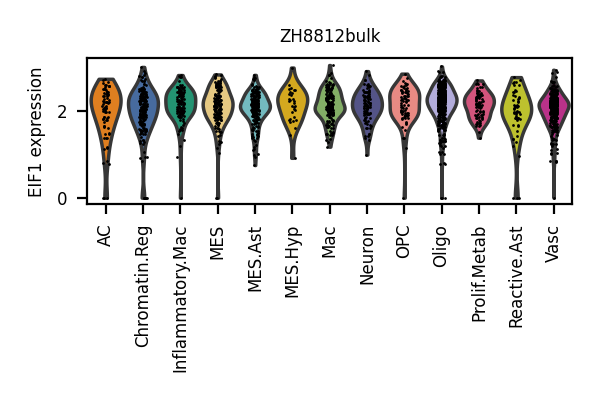 ZH8812bulk
EIF1 expression
2
0
AC
Chromatin.Reg
Inflammatory.Mac
MES
MES.Ast
MES.Hyp
Mac
Neuron
OPC
Oligo
Prolif.Metab
Reactive.Ast
Vasc